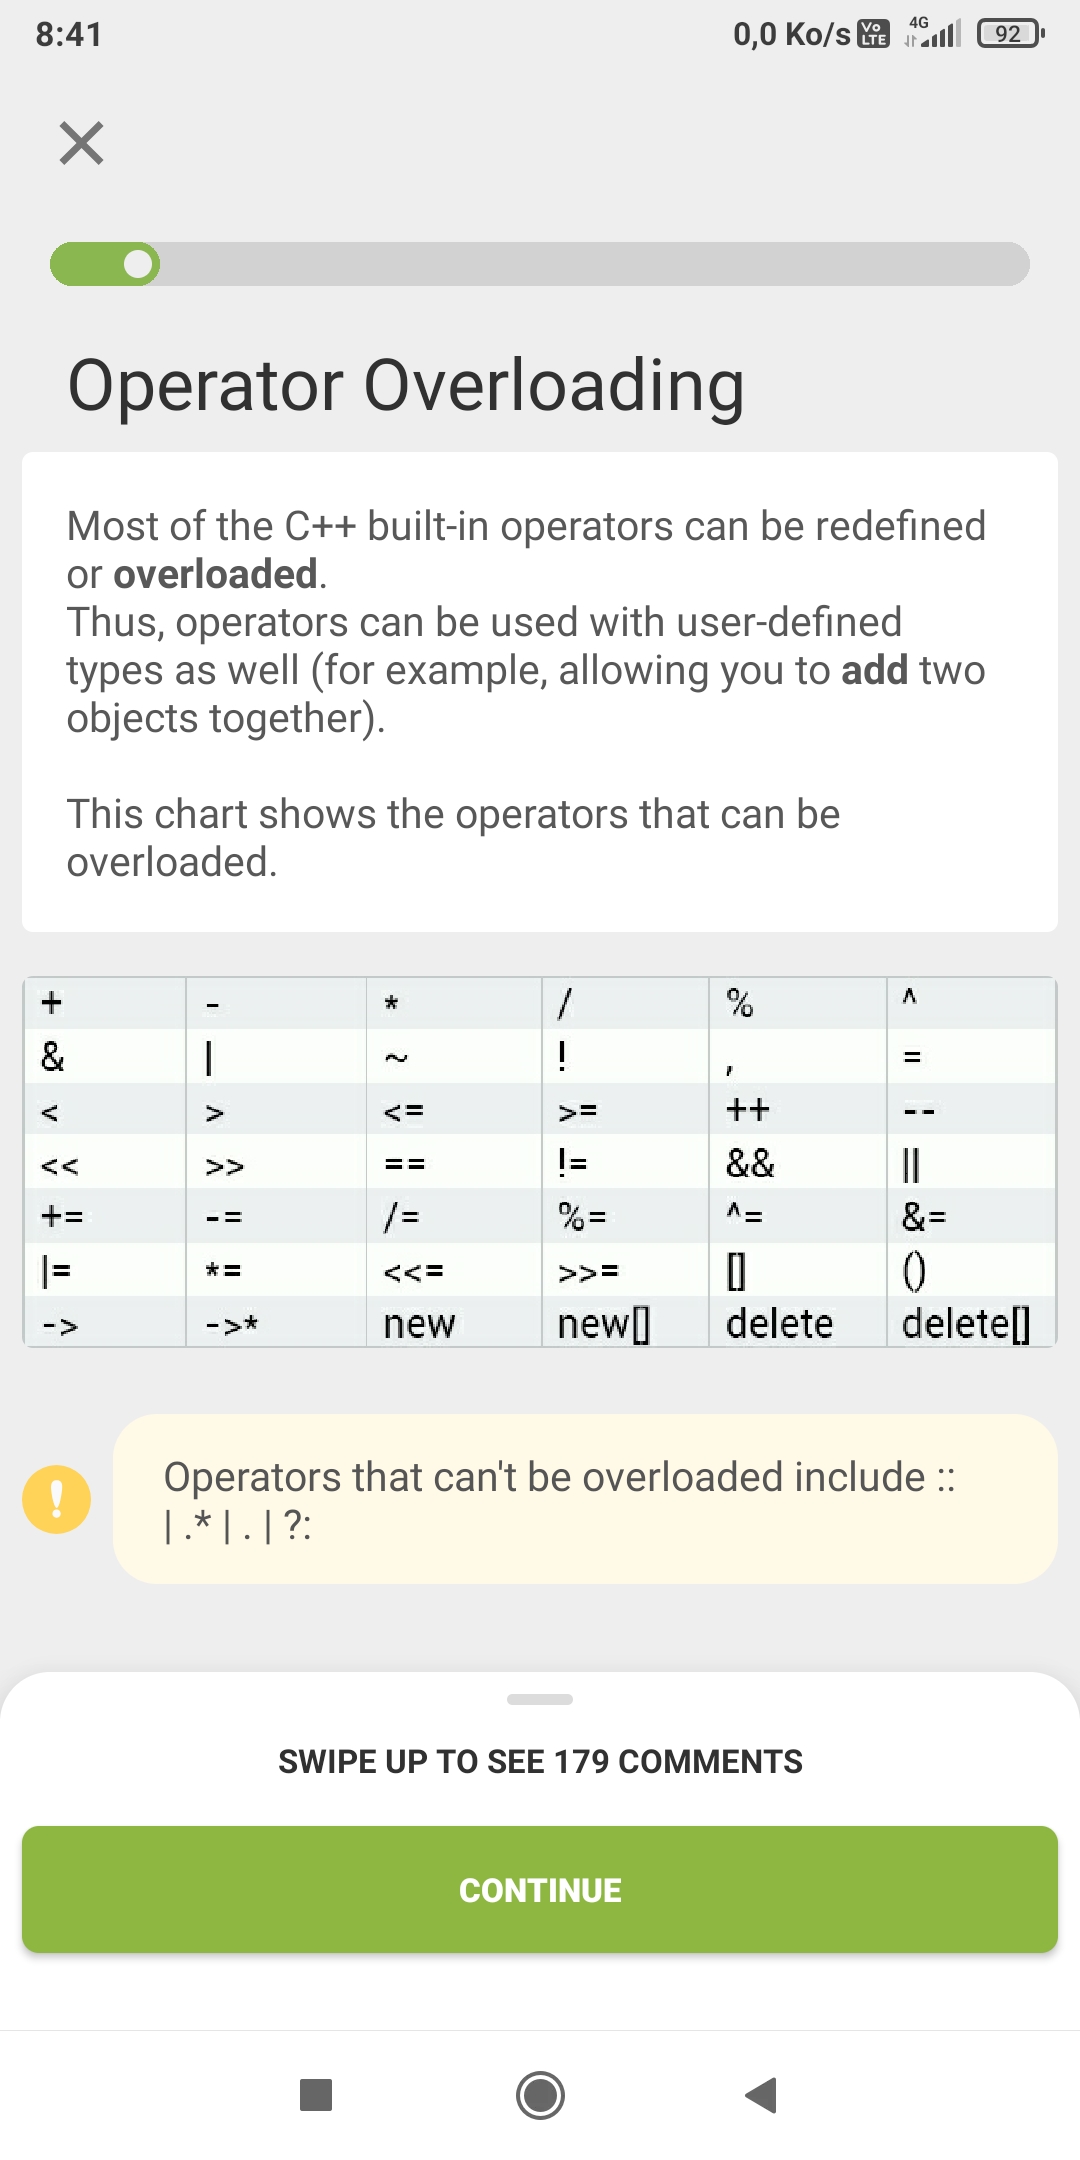 8:41
0,0 Ko/s Vo LTE 4G 92
Operator Overloading
Most of the C++ built-in operators can be redefined
or overloaded.
Thus, operators can be used with user-defined
types as well (for example, allowing you to add two
objects together).
This chart shows the operators that can be
overloaded.
+ - * / % ^
& | ~ ! , =
< > <= >= ++ --
<< >> == != && ||
+= -= /= %= ^= &=
|= *= <<= >>= [] ()
-> ->* new new[] delete delete[]
! Operators that can't be overloaded include ::
| .* | . | ?:
SWIPE UP TO SEE 179 COMMENTS
CONTINUE